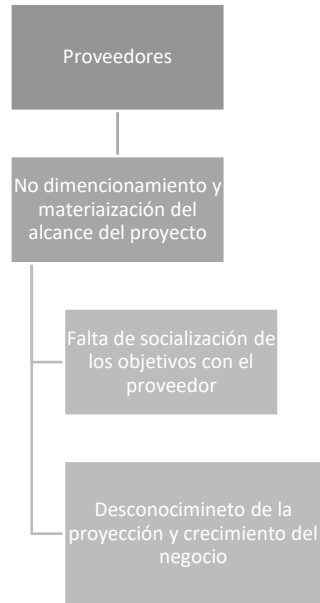 Proveedores
No dimencionamiento y
materiaización del
alcance del proyecto
Falta de socialización de
los objetivos con el
proveedor
Desconocimineto de la
proyección y crecimiento del
negocio